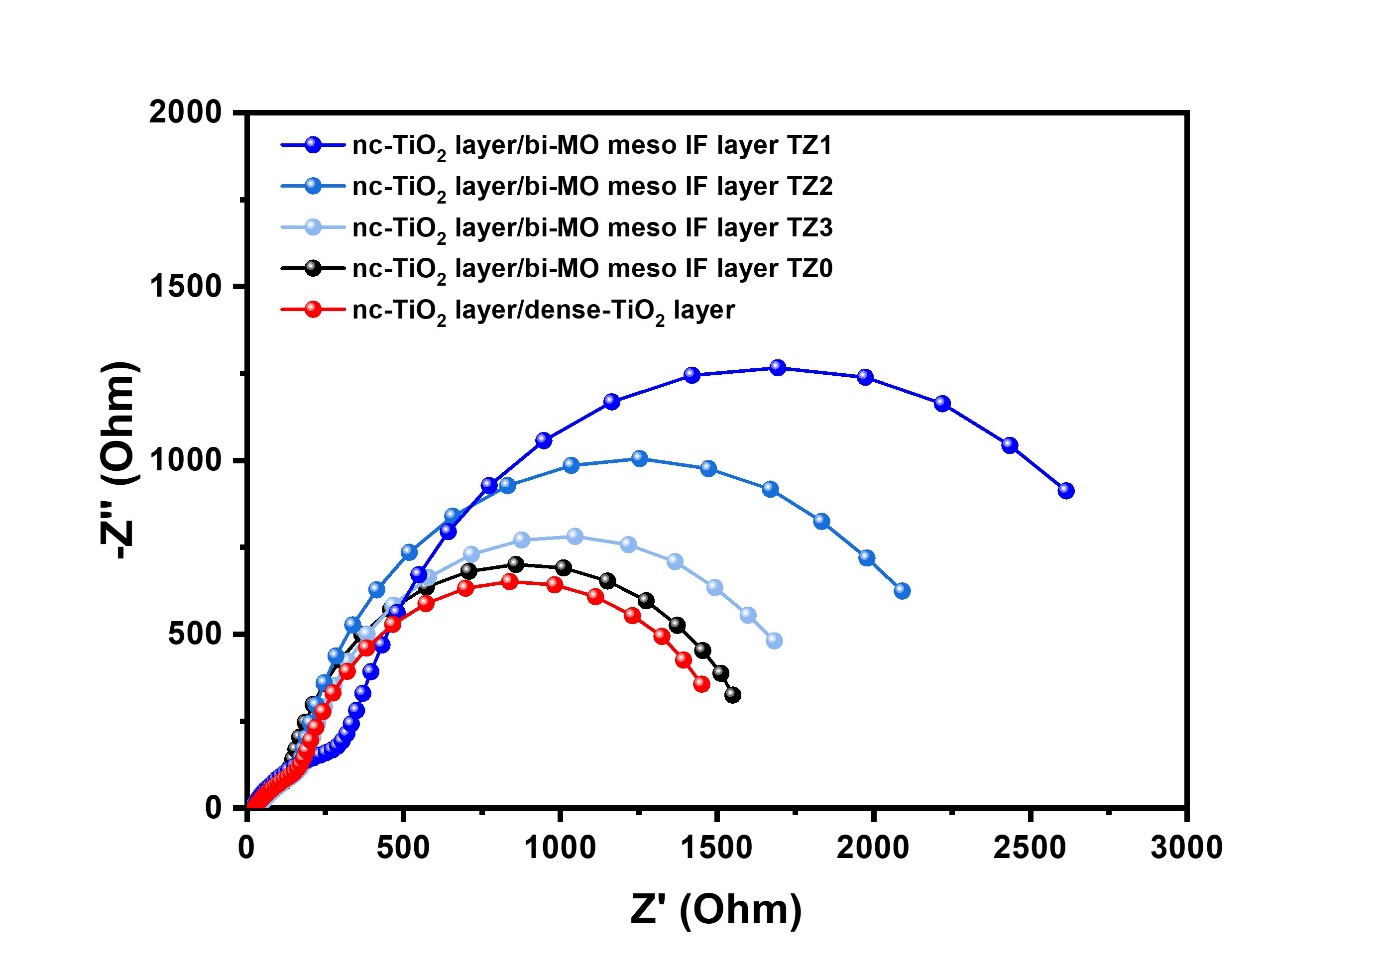 2000
1500
1000
500
0
-Z'' (Ohm)
nc-TiO2 layer/bi-MO meso IF layer TZ1
nc-TiO2 layer/bi-MO meso IF layer TZ2
nc-TiO2 layer/bi-MO meso IF layer TZ3
nc-TiO2 layer/bi-MO meso IF layer TZ0
nc-TiO2 layer/dense-TiO2 layer
0 500 1000 1500 2000 2500 3000
Z' (Ohm)